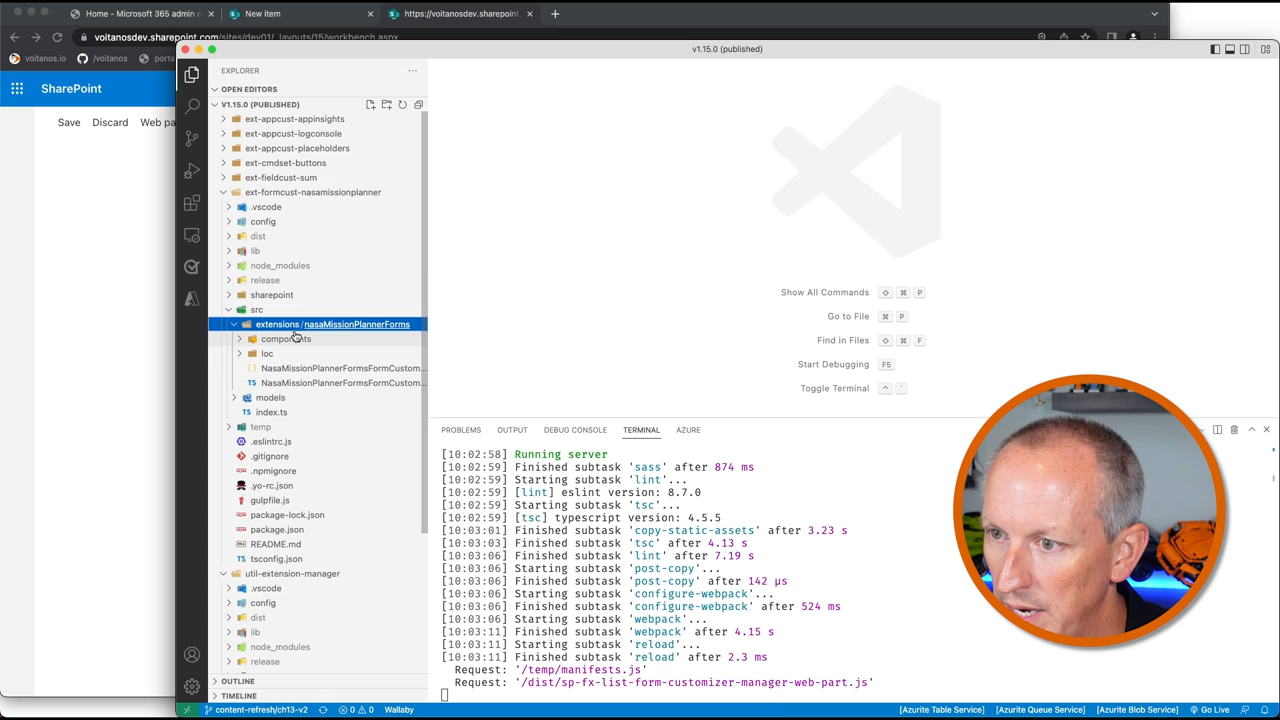 Home - Microsoft 365 admin c
New item
https://voitanosdev.sharepoint
voitanosdev.sharepoint.com/sites/dev01/_layouts/15/workbench.aspx
voitanos.io
/voitanos
porta
v1.15.0 (published)
SharePoint
Save
Discard
Web pa
EXPLORER
OPEN EDITORS
V1.15.0 (PUBLISHED)
ext-appcust-appinsights
ext-appcust-logconsole
ext-appcust-placeholders
ext-cmdset-buttons
ext-fieldcust-sum
ext-formcust-nasamissionplanner
.vscode
config
dist
lib
node_modules
release
sharepoint
src
extensions/nasaMissionPlannerForms
components
loc
NasaMissionPlannerFormsFormCustom...
NasaMissionPlannerFormsFormCustom...
models
index.ts
temp
.eslintrc.js
.gitignore
.npmignore
.yo-rc.json
gulpfile.js
package-lock.json
package.json
README.md
tsconfig.json
util-extension-manager
.vscode
config
dist
lib
node_modules
release
OUTLINE
TIMELINE
Show All Commands ⇧ ⌘ P
Go to File ⌘ P
Find in Files ⇧ ⌘ F
Start Debugging F5
Toggle Terminal ^ `
PROBLEMS OUTPUT DEBUG CONSOLE TERMINAL AZURE
[10:02:58] Running server
[10:02:59] Finished subtask 'sass' after 874 ms
[10:02:59] Starting subtask 'lint'...
[10:02:59] [lint] eslint version: 8.7.0
[10:02:59] Starting subtask 'tsc'...
[10:02:59] [tsc] typescript version: 4.5.5
[10:03:01] Finished subtask 'copy-static-assets' after 3.23 s
[10:03:03] Finished subtask 'tsc' after 4.13 s
[10:03:06] Finished subtask 'lint' after 7.19 s
[10:03:06] Starting subtask 'post-copy'...
[10:03:06] Finished subtask 'post-copy' after 142 μs
[10:03:06] Starting subtask 'configure-webpack'...
[10:03:06] Finished subtask 'configure-webpack' after 524 ms
[10:03:06] Starting subtask 'webpack'...
[10:03:11] Finished subtask 'webpack' after 4.15 s
[10:03:11] Starting subtask 'reload'...
[10:03:11] Finished subtask 'reload' after 2.3 ms
Request: '/temp/manifests.js'
Request: '/dist/sp-fx-list-form-customizer-manager-web-part.js'
content-refresh/ch13-v2 0 0 Wallaby [Azurite Table Service] [Azurite Queue Service] [Azurite Blob Service] Go Live